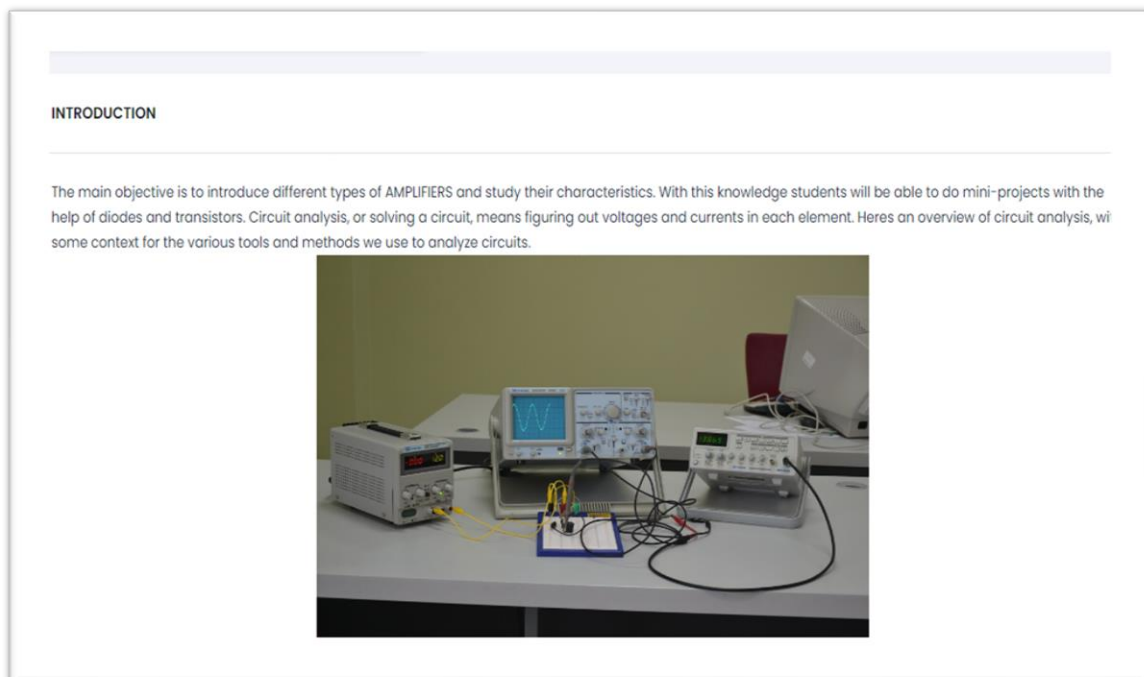 INTRODUCTION
The main objective is to introduce different types of AMPLIFIERS and study their characteristics. With this knowledge students will be able to do mini-projects with the
help of diodes and transistors. Circuit analysis, or solving a circuit, means figuring out voltages and currents in each element. Heres an overview of circuit analysis,
some context for the various tools and methods we use to analyze circuits.